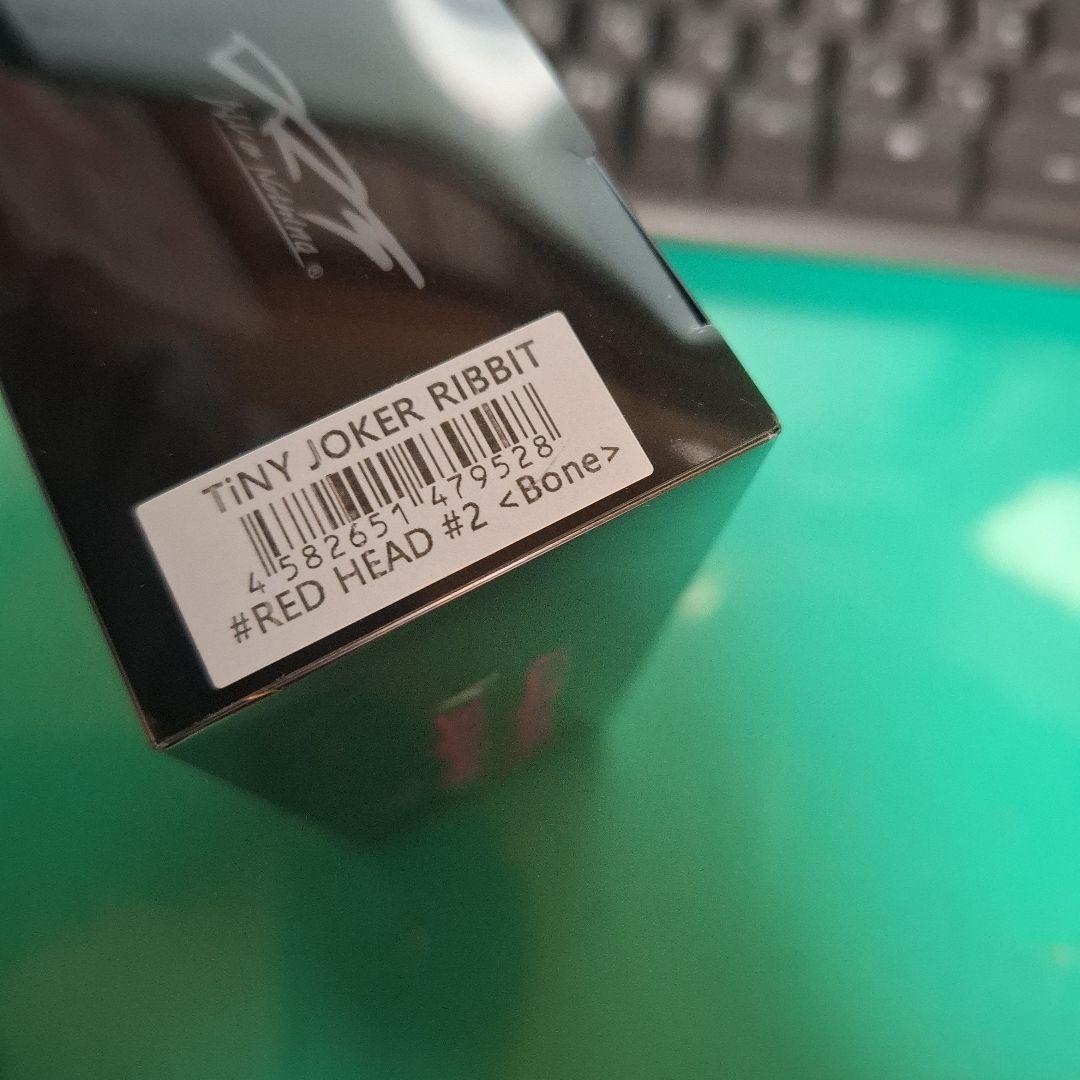 TiNY JOKER RIBBIT
4 582651 479528
#RED HEAD #2 <Bone>